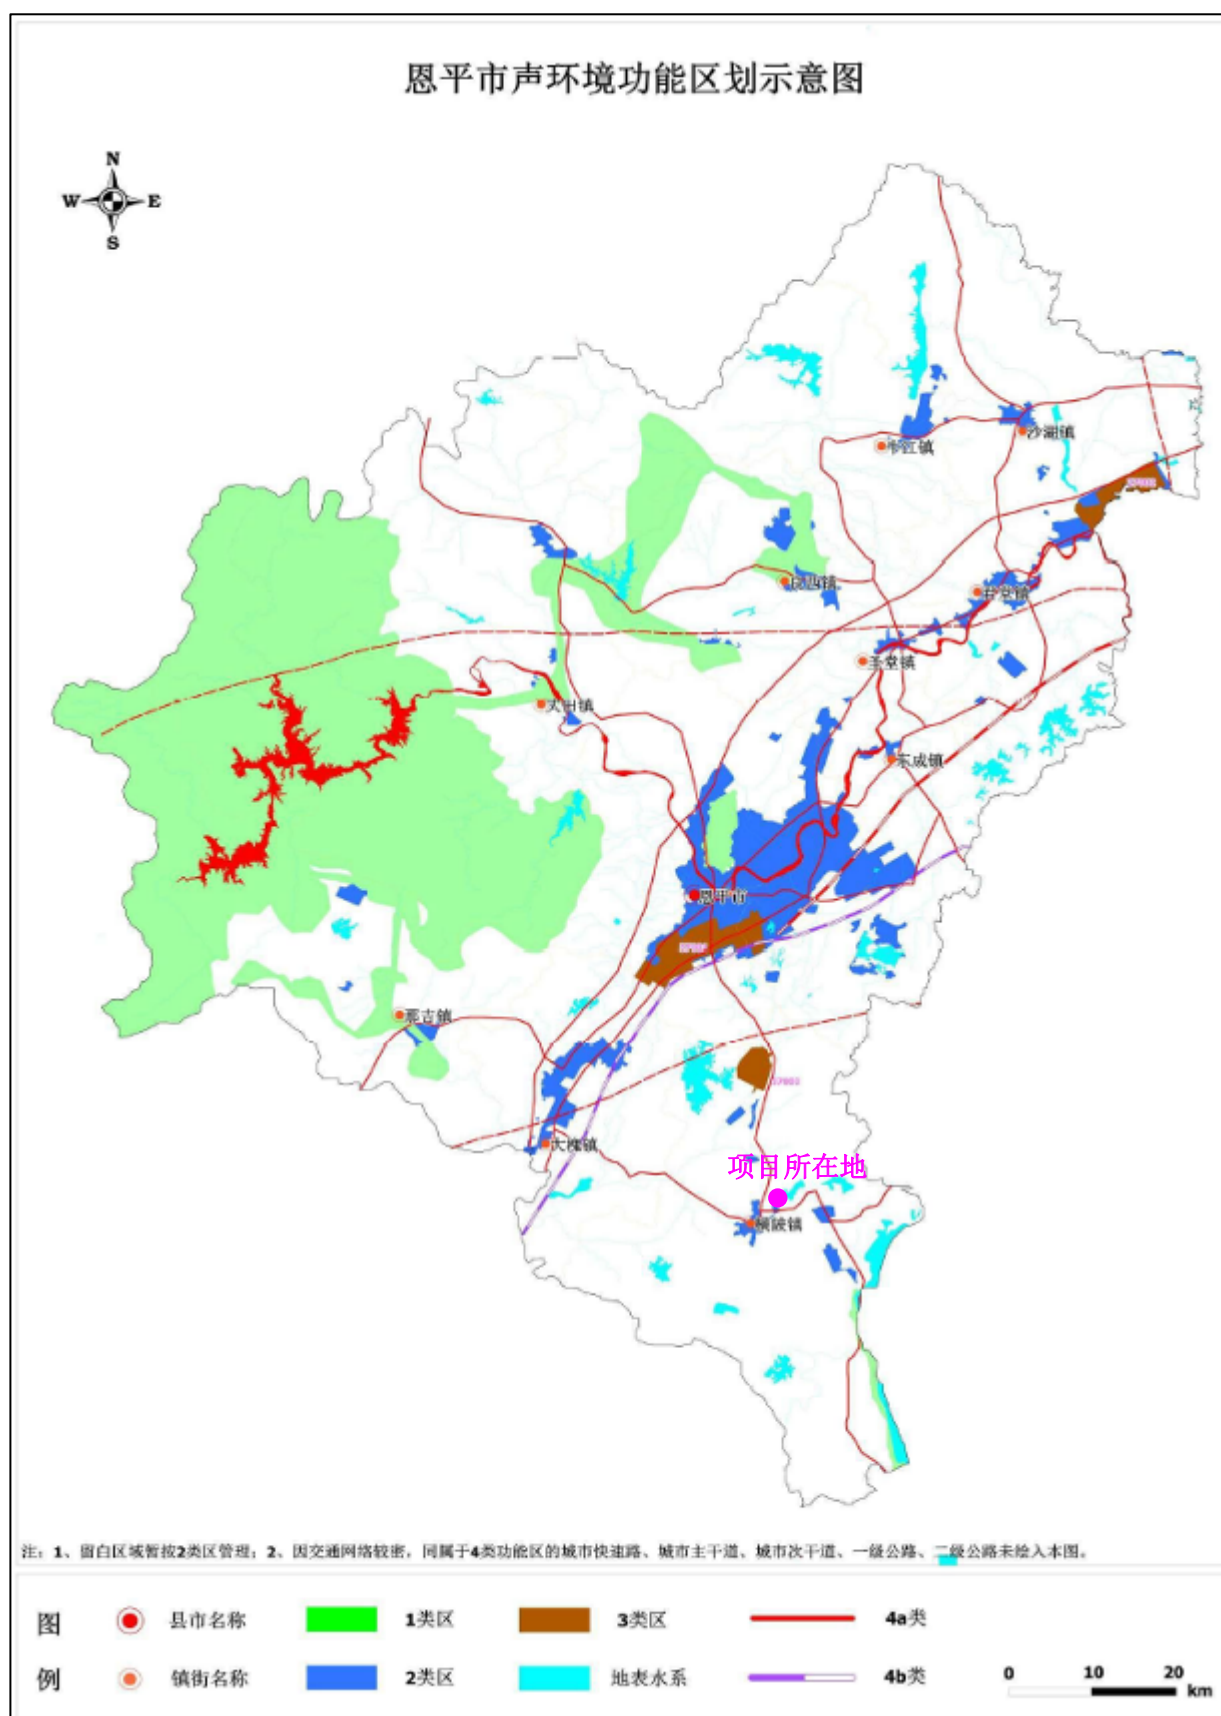 恩平市声环境功能区划示意图
N
W E
S
沙湖镇
牛江镇
良西镇
君堂镇
圣堂镇
大田镇
东成镇
恩平市
那吉镇
大槐镇
项目所在地
横陂镇
注：1、留白区域暂按2类区管理；2、因交通网络较密，同属于4类功能区的城市快速路、城市主干道、城市次干道、一级公路、二级公路未绘入本图。
图 县市名称 1类区 3类区 4a类
例 镇街名称 2类区 地表水系 4b类
0 10 20
km